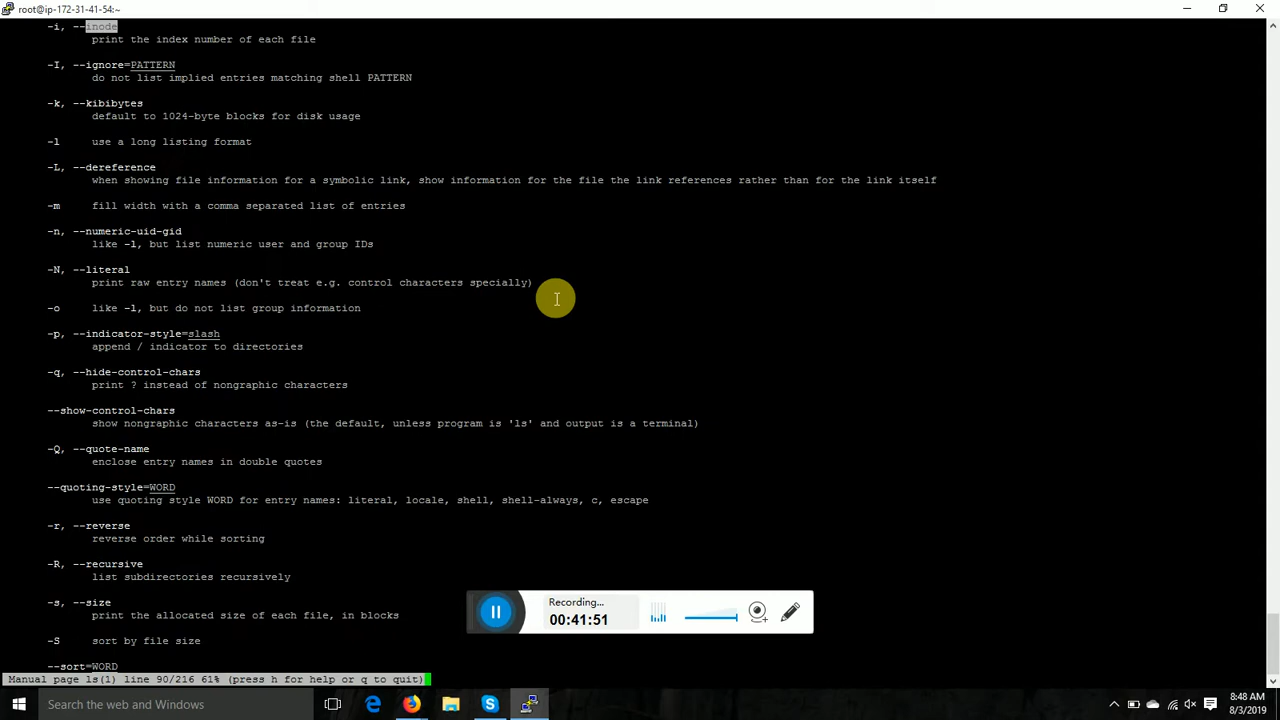 root@ip-172-31-41-54:~
-i, --inode
print the index number of each file
-I, --ignore=PATTERN
do not list implied entries matching shell PATTERN
-k, --kibibytes
default to 1024-byte blocks for disk usage
-l use a long listing format
-L, --dereference
when showing file information for a symbolic link, show information for the file the link references rather than for the link itself
-m fill width with a comma separated list of entries
-n, --numeric-uid-gid
like -l, but list numeric user and group IDs
-N, --literal
print raw entry names (don't treat e.g. control characters specially)
-o like -l, but do not list group information
-p, --indicator-style=slash
append / indicator to directories
-q, --hide-control-chars
print ? instead of nongraphic characters
--show-control-chars
show nongraphic characters as-is (the default, unless program is 'ls' and output is a terminal)
-Q, --quote-name
enclose entry names in double quotes
--quoting-style=WORD
use quoting style WORD for entry names: literal, locale, shell, shell-always, c, escape
-r, --reverse
reverse order while sorting
-R, --recursive
list subdirectories recursively
-s, --size
print the allocated size of each file, in blocks
-S sort by file size
--sort=WORD
Manual page ls(1) line 90/216 61% (press h for help or q to quit)
Recording...
00:41:51
Search the web and Windows
8:48 AM
8/3/2019